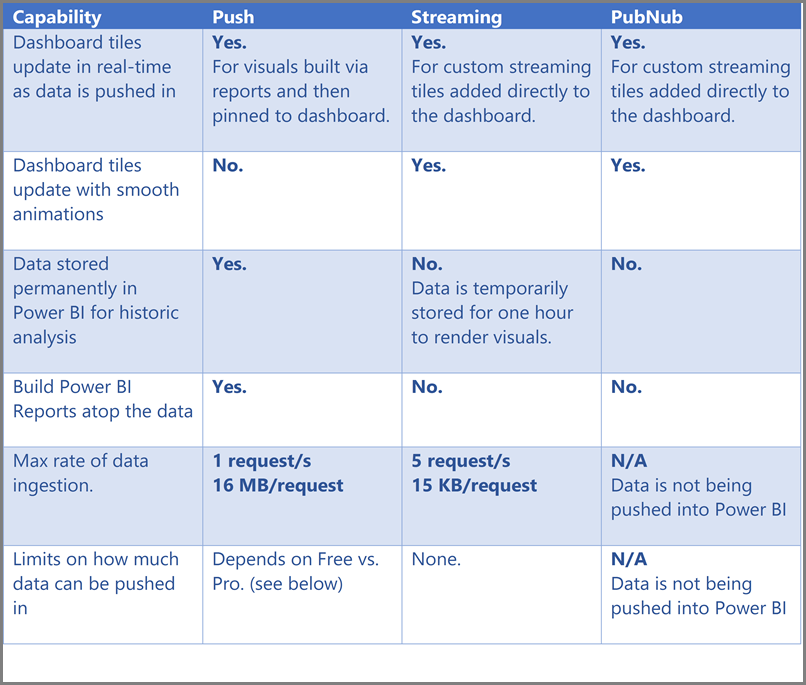 Capability Push Streaming PubNub
Dashboard tiles
update in real-time
as data is pushed in
Yes.
For visuals built via
reports and then
pinned to dashboard.
Yes.
For custom streaming
tiles added directly to
the dashboard.
Yes.
For custom streaming
tiles added directly to
the dashboard.
Dashboard tiles
update with smooth
animations
No.
Yes.
Yes.
Data stored
permanently in
Power BI for historic
analysis
Yes.
No.
Data is temporarily
stored for one hour
to render visuals.
No.
Build Power BI
Reports atop the data
Yes.
No.
No.
Max rate of data
ingestion.
1 request/s
16 MB/request
5 request/s
15 KB/request
N/A
Data is not being
pushed into Power BI
Limits on how much
data can be pushed
in
Depends on Free vs.
Pro. (see below)
None.
N/A
Data is not being
pushed into Power BI